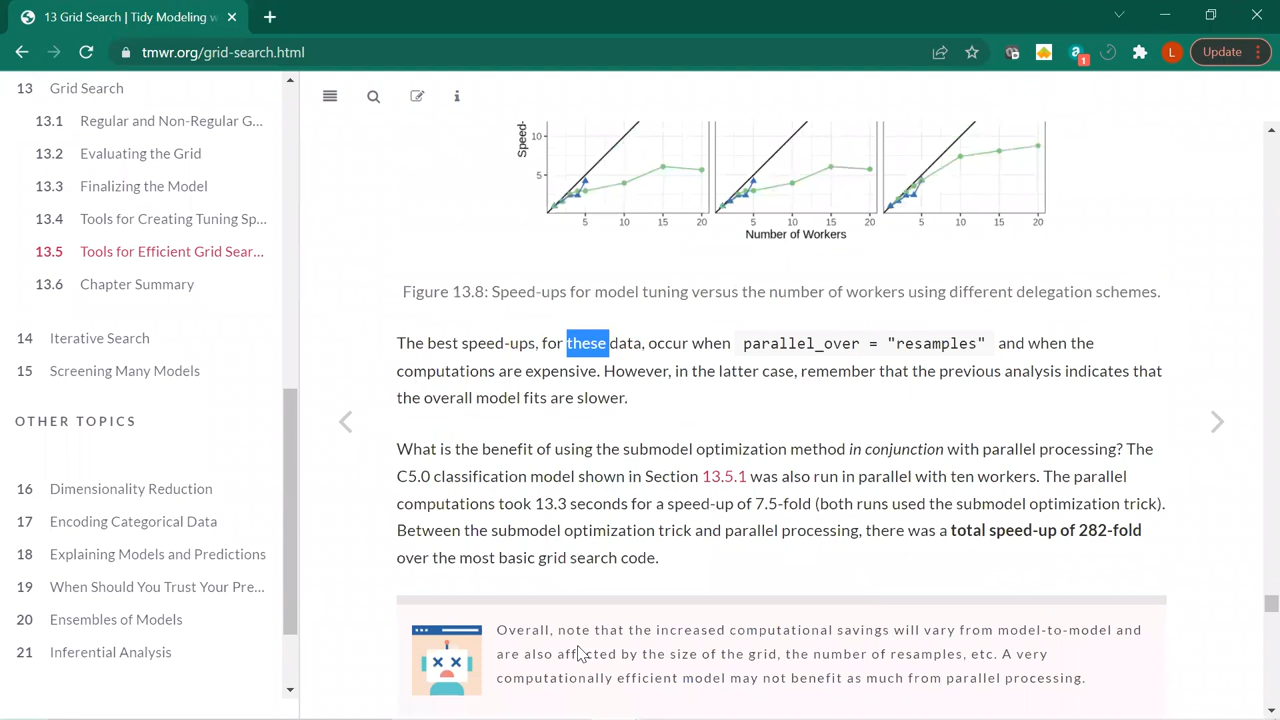 13 Grid Search | Tidy Modeling w
tmwr.org/grid-search.html
1
L
Update
13 Grid Search
13.1 Regular and Non-Regular G...
13.2 Evaluating the Grid
13.3 Finalizing the Model
13.4 Tools for Creating Tuning Sp...
13.5 Tools for Efficient Grid Sear...
13.6 Chapter Summary
14 Iterative Search
15 Screening Many Models
OTHER TOPICS
16 Dimensionality Reduction
17 Encoding Categorical Data
18 Explaining Models and Predictions
19 When Should You Trust Your Pre...
20 Ensembles of Models
21 Inferential Analysis
Speed-
10
5
5 10 15 20 5 10 15 20 5 10 15 20
Number of Workers
Figure 13.8: Speed-ups for model tuning versus the number of workers using different delegation schemes.
The best speed-ups, for these data, occur when parallel_over = "resamples" and when the
computations are expensive. However, in the latter case, remember that the previous analysis indicates that
the overall model fits are slower.
What is the benefit of using the submodel optimization method in conjunction with parallel processing? The
C5.0 classification model shown in Section 13.5.1 was also run in parallel with ten workers. The parallel
computations took 13.3 seconds for a speed-up of 7.5-fold (both runs used the submodel optimization trick).
Between the submodel optimization trick and parallel processing, there was a total speed-up of 282-fold
over the most basic grid search code.
Overall, note that the increased computational savings will vary from model-to-model and
are also affected by the size of the grid, the number of resamples, etc. A very
computationally efficient model may not benefit as much from parallel processing.